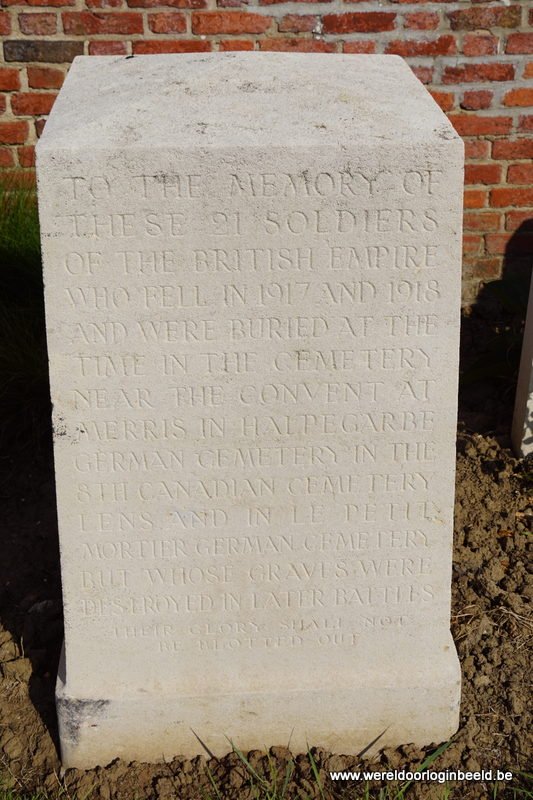 TO THE MEMORY OF
THESE 21 SOLDIERS
OF THE BRITISH EMPIRE
WHO FELL IN 1917 AND 1918
AND WERE BURIED AT THE
TIME IN THE CEMETERY
NEAR THE CONVENT AT
MERRIS IN HALPEGARBE
GERMAN CEMETERY IN THE
8TH CANADIAN CEMETERY
LENS AND IN LE PETIT
MORTIER GERMAN CEMETERY
BUT WHOSE GRAVES WERE
DESTROYED IN LATER BATTLES
THEIR GLORY SHALL NOT
BE BLOTTED OUT
www.wereldoorloginbeeld.be